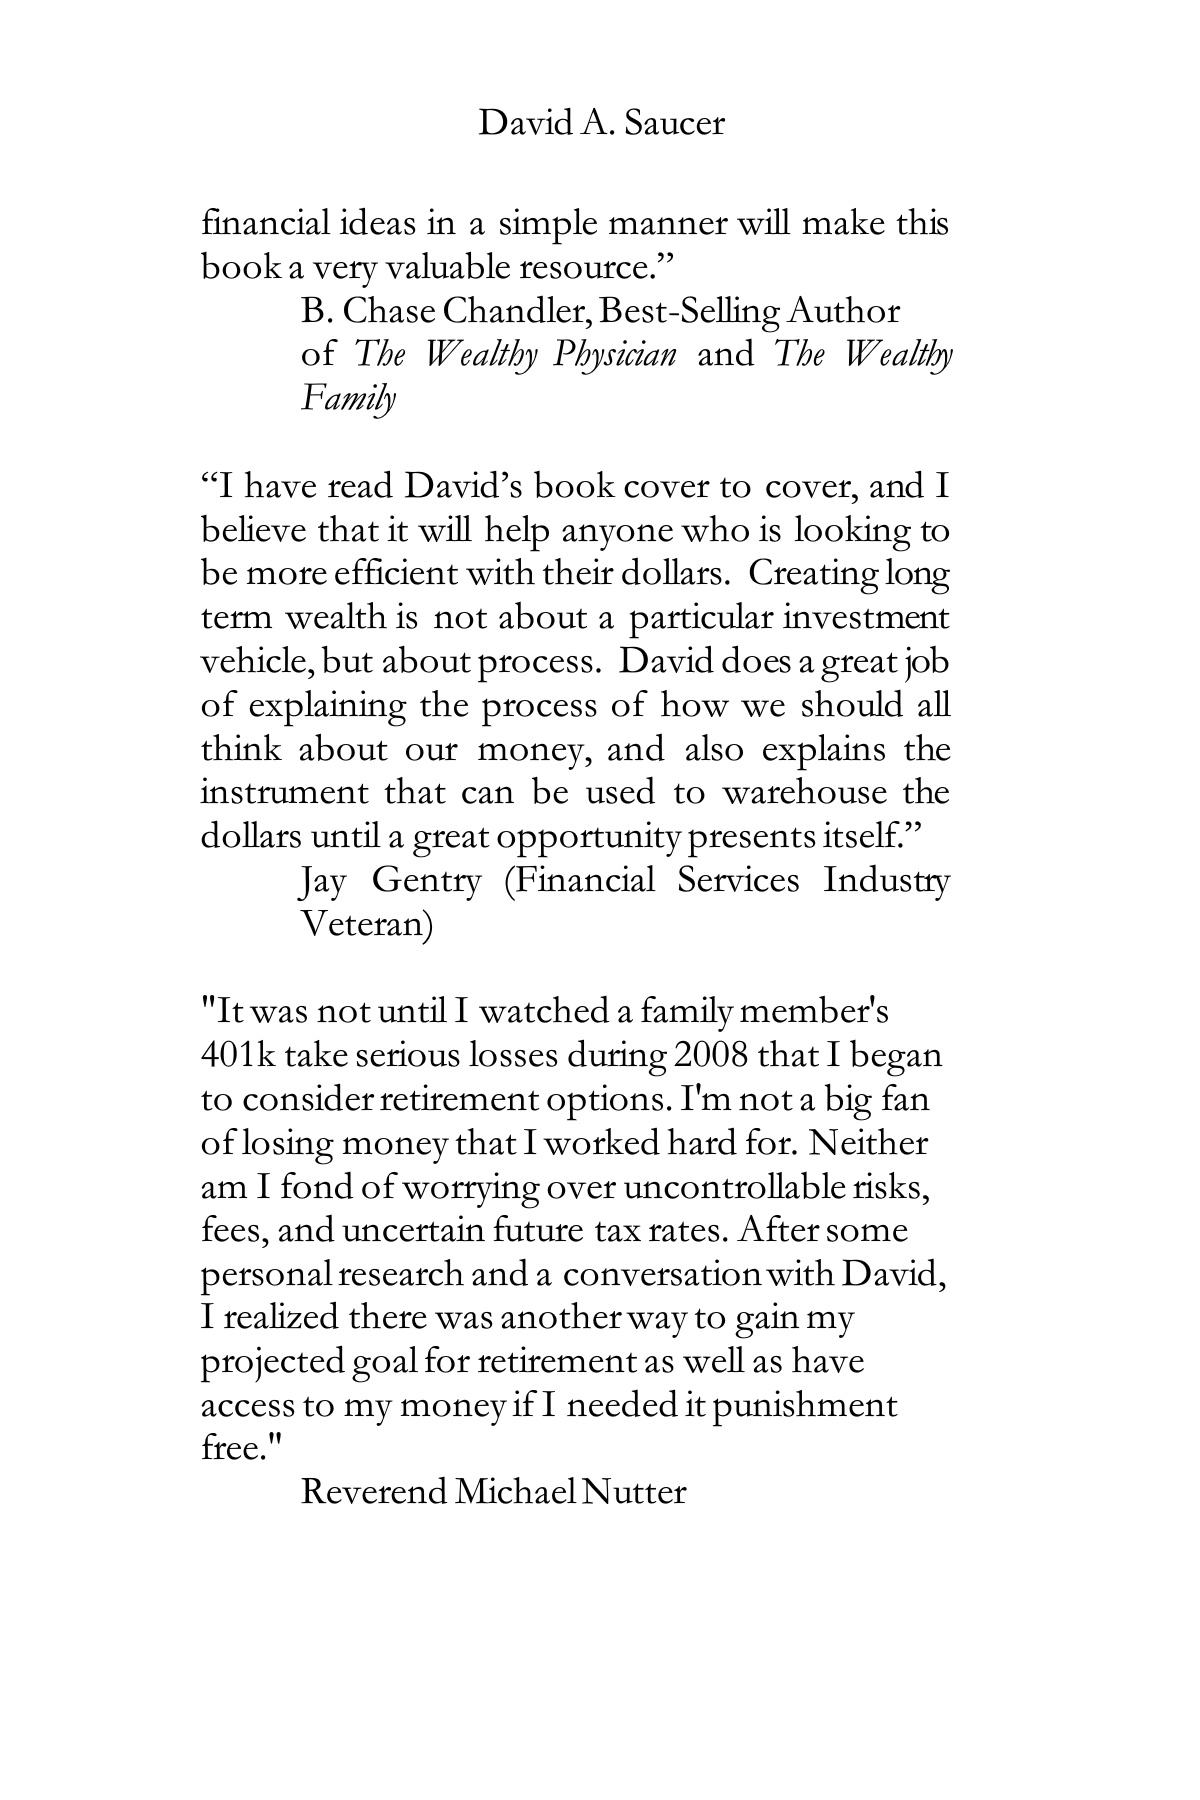 David A. Saucer
financial ideas in a simple manner will make this
book a very valuable resource.”
B. Chase Chandler, Best-Selling Author
of The Wealthy Physician and The Wealthy
Family
“I have read David’s book cover to cover, and I
believe that it will help anyone who is looking to
be more efficient with their dollars.  Creating long
term wealth is not about a particular investment
vehicle, but about process.  David does a great job
of explaining the process of how we should all
think about our money, and also explains the
instrument that can be used to warehouse the
dollars until a great opportunity presents itself.”
Jay Gentry (Financial Services Industry
Veteran)
"It was not until I watched a family member's
401k take serious losses during 2008 that I began
to consider retirement options. I'm not a big fan
of losing money that I worked hard for. Neither
am I fond of worrying over uncontrollable risks,
fees, and uncertain future tax rates. After some
personal research and a conversation with David,
I realized there was another way to gain my
projected goal for retirement as well as have
access to my money if I needed it punishment
free."
Reverend Michael Nutter